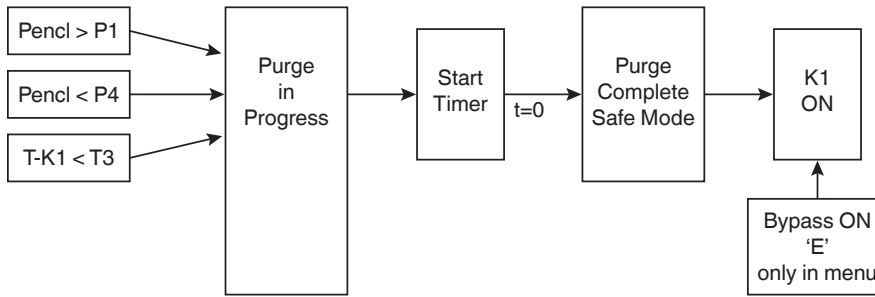 Pencl > P1
Pencl < P4
T-K1 < T3
Purge
in
Progress
Start
Timer
t=0
Purge
Complete
Safe Mode
K1
ON
Bypass ON
‘E’
only in menu